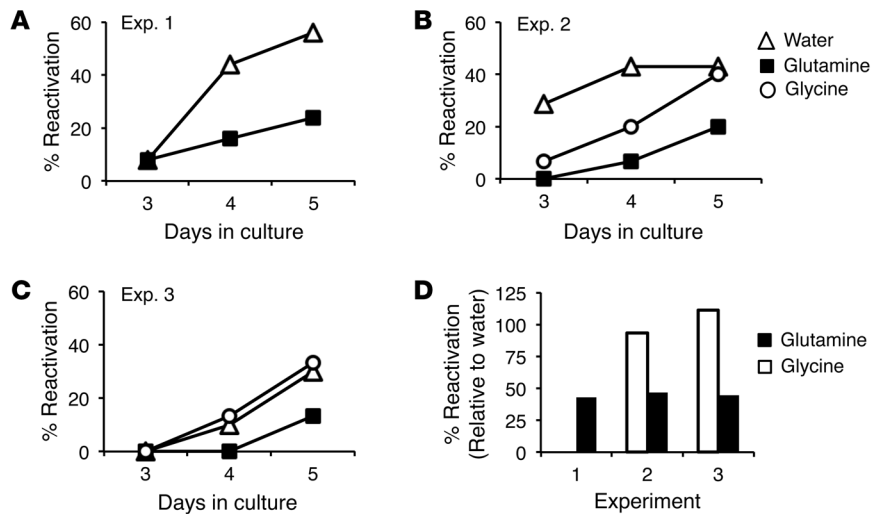 A
Exp. 1
% Reactivation
60
40
20
0
3 4 5
Days in culture
B
Exp. 2
% Reactivation
60
40
20
0
3 4 5
Days in culture
Water
Glutamine
Glycine
C
Exp. 3
% Reactivation
60
40
20
0
3 4 5
Days in culture
D
% Reactivation
(Relative to water)
125
100
75
50
25
0
1 2 3
Experiment
Glutamine
Glycine